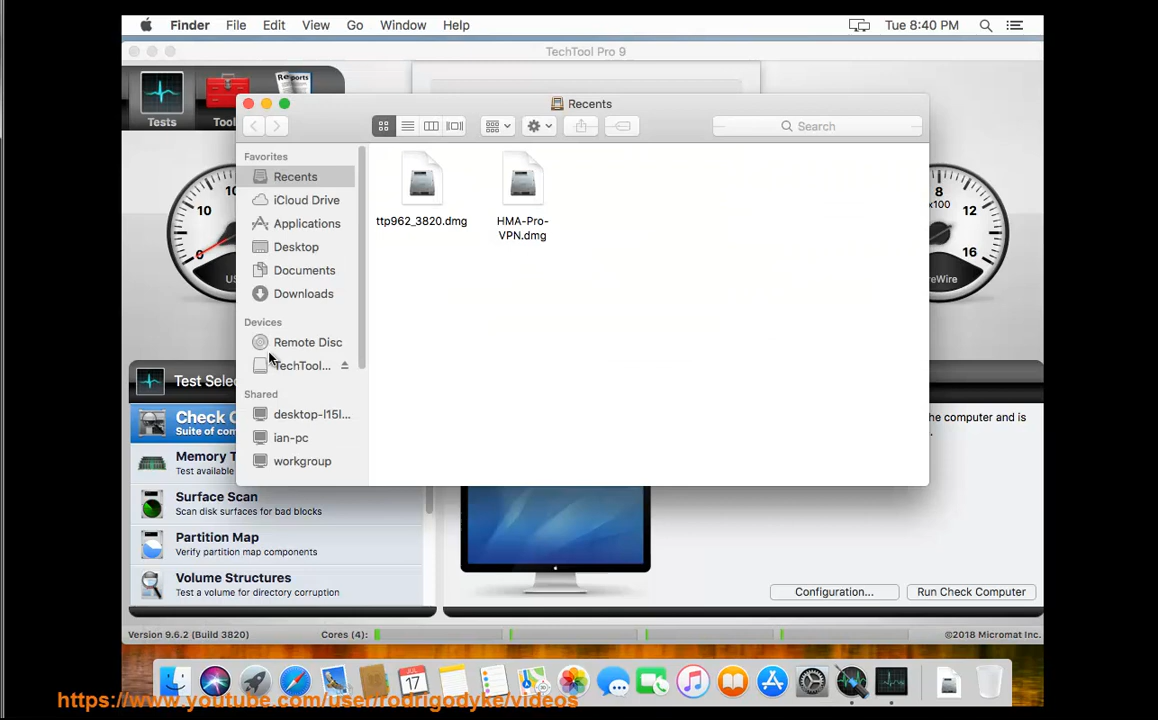 Finder File Edit View Go Window Help Tue 8:40 PM
TechTool Pro 9
Reports
Tests
Recents
Search
Favorites
Recents
iCloud Drive
Applications
Desktop
Documents
Downloads
Devices
Remote Disc
TechTool...
Shared
desktop-l15l...
ian-pc
workgroup
ttp962_3820.dmg
HMA-Pro-
VPN.dmg
10
0
8
x100
12
16
Test Selec
Check C
Suite of com
the computer and is
Memory T
Test available
Surface Scan
Scan disk surfaces for bad blocks
Partition Map
Verify partition map components
Volume Structures
Test a volume for directory corruption
Configuration...
Run Check Computer
Version 9.6.2 (Build 3820)
Cores (4):
©2018 Micromat Inc.
17
https://www.youtube.com/user/rodrigodyke/videos